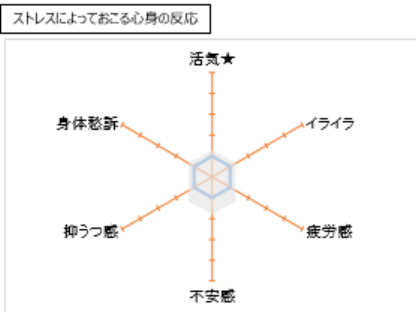 ストレスによっておこる心身の反応
活気★
身体愁訴
イライラ
抑うつ感
疲労感
不安感